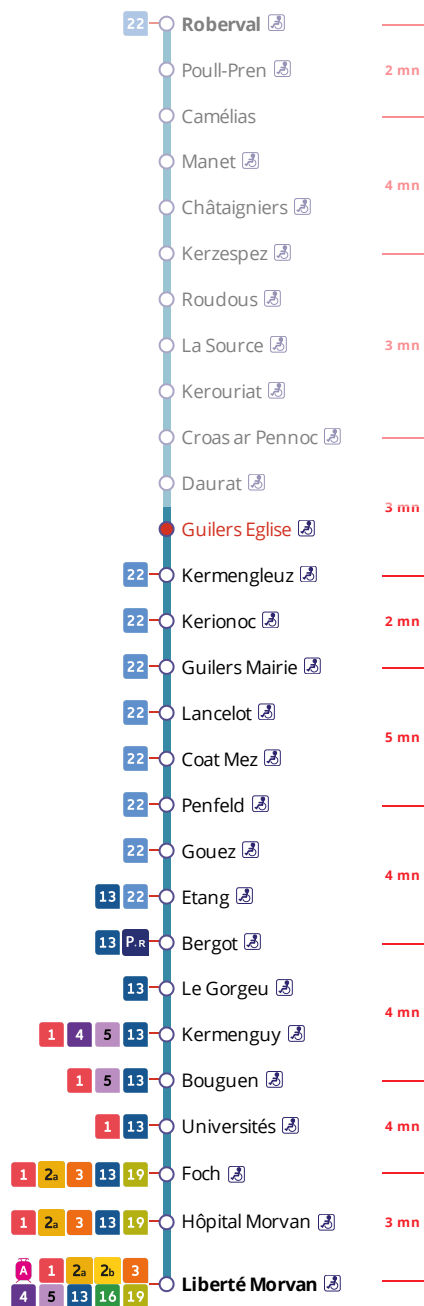 22 Roberval
Poull-Pren 2 mn
Camélias
Manet
4 mn
Châtaigniers
Kerzespez
Roudous
La Source 3 mn
Kerouriat
Croas ar Pennoc
Daurat
3 mn
Guilers Eglise
22 Kermengleuz
22 Kerionoc 2 mn
22 Guilers Mairie
22 Lancelot
5 mn
22 Coat Mez
22 Penfeld
22 Gouez
4 mn
13 22 Etang
13 P+R Bergot
13 Le Gorgeu
4 mn
1 4 5 13 Kermenguy
1 5 13 Bouguen
1 13 Universités 4 mn
1 2a 3 13 19 Foch
1 2a 3 13 19 Hôpital Morvan 3 mn
A 1 2a 2b 3
4 5 13 16 19 Liberté Morvan